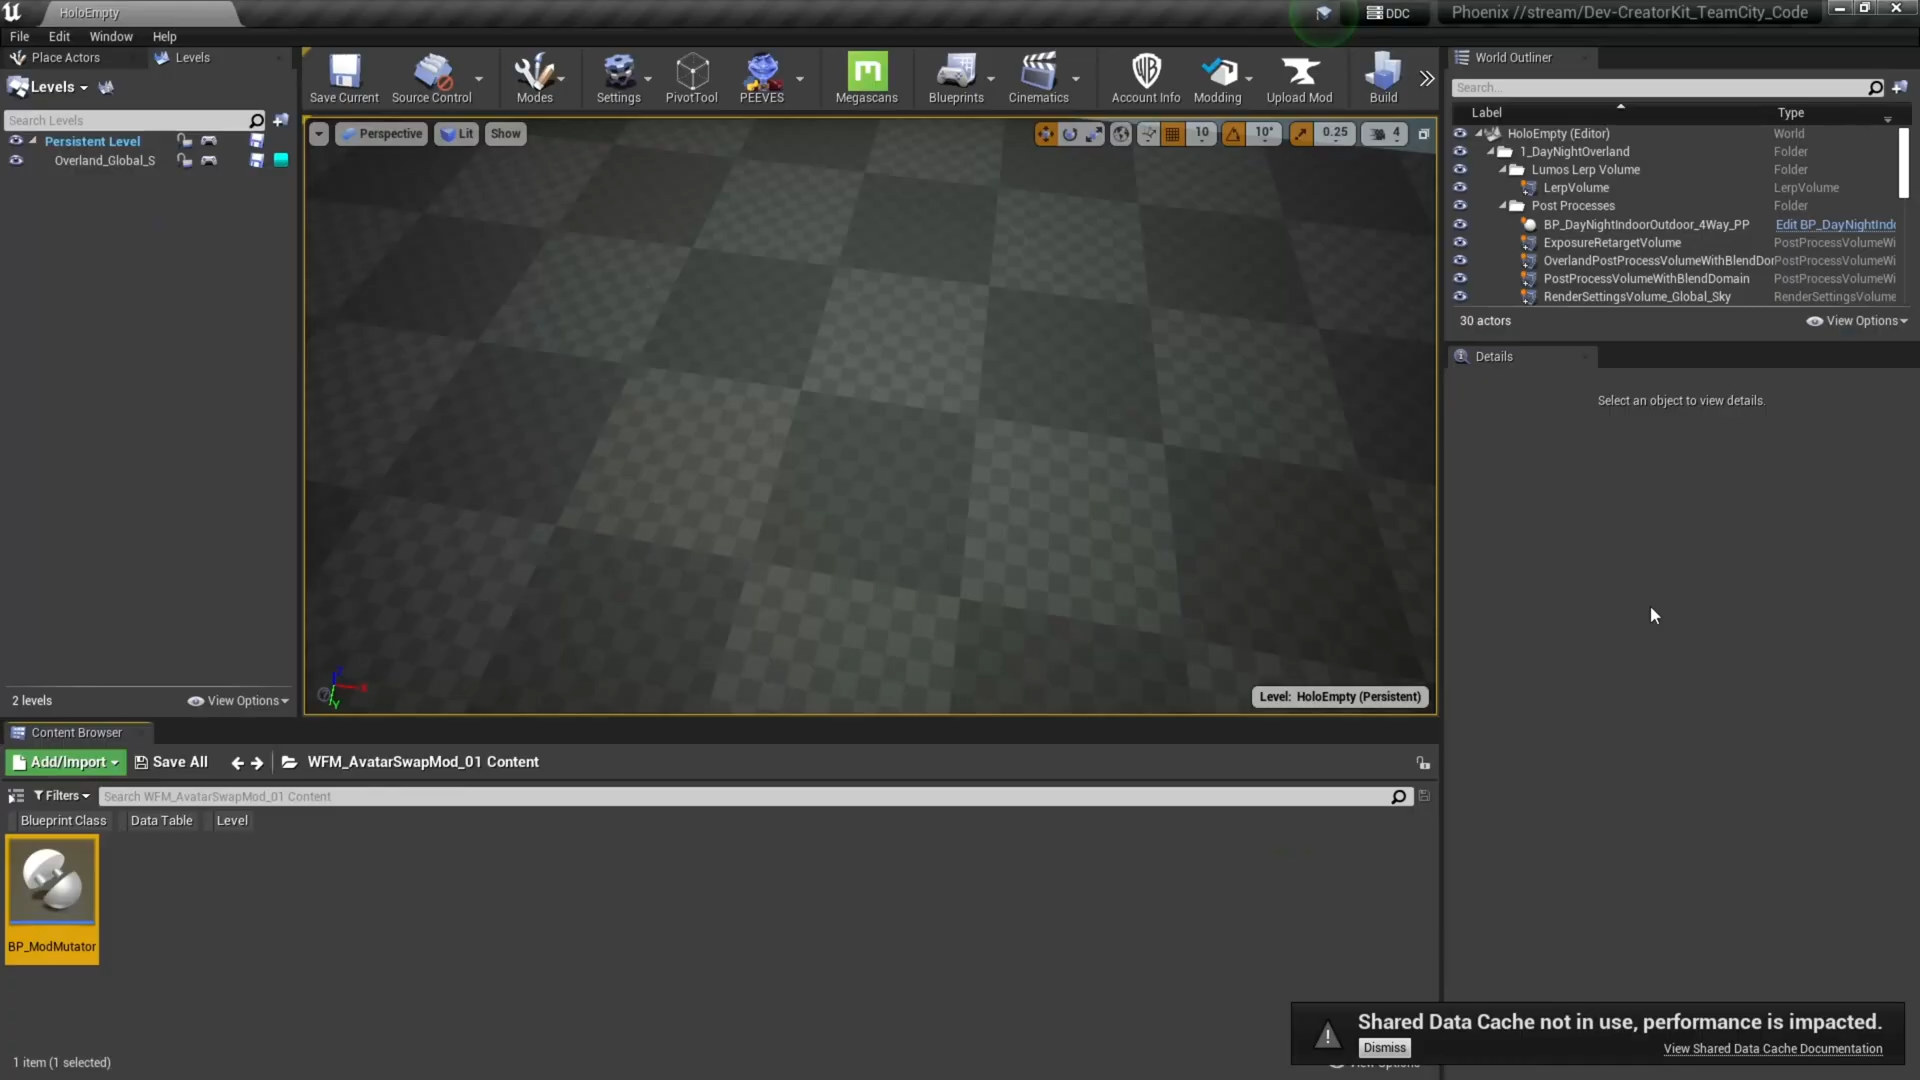 HoloEmpty
DDC
Phoenix //stream/Dev-CreatorKit_TeamCity_Code
File Edit Window Help
Place Actors
Levels
Levels
Search Levels
Persistent Level
Overland_Global_S
2 levels
View Options
Save Current
Source Control
Modes
Settings
PivotTool
PEEVES
Megascans
Blueprints
Cinematics
Account Info
Modding
Upload Mod
Build
Perspective
Lit
Show
10
10°
0.25
4
Level: HoloEmpty (Persistent)
World Outliner
Search...
Label Type
HoloEmpty (Editor) World
1_DayNightOverland Folder
Lumos Lerp Volume Folder
LerpVolume LerpVolume
Post Processes Folder
BP_DayNightIndoorOutdoor_4Way_PP Edit BP_DayNightInd
ExposureRetargetVolume PostProcessVolumeWi
OverlandPostProcessVolumeWithBlendDor PostProcessVolumeWi
PostProcessVolumeWithBlendDomain PostProcessVolumeWi
RenderSettingsVolume_Global_Sky RenderSettingsVolume
30 actors
View Options
Details
Select an object to view details.
Content Browser
Add/Import
Save All
WFM_AvatarSwapMod_01 Content
Filters
Search WFM_AvatarSwapMod_01 Content
Blueprint Class
Data Table
Level
BP_ModMutator
1 item (1 selected)
Shared Data Cache not in use, performance is impacted.
Dismiss
View Shared Data Cache Documentation